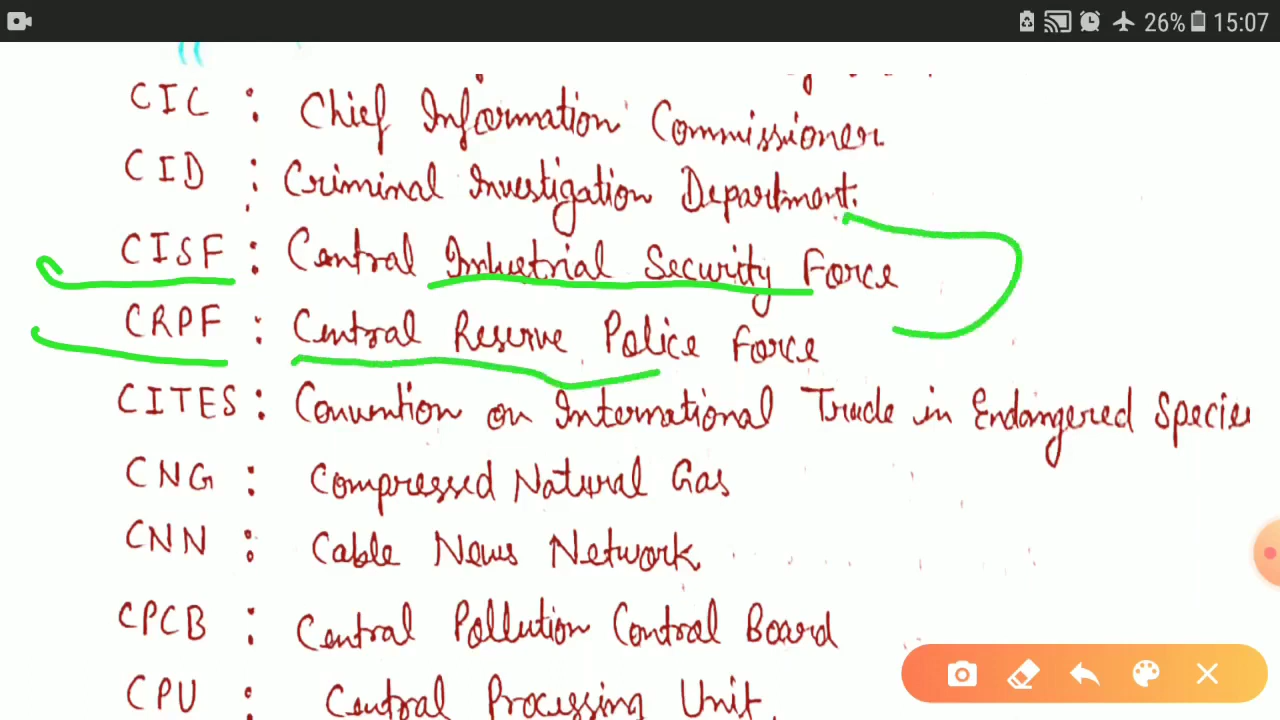 26% 15:07
CIC : Chief Information Commissioner
CID : Criminal Investigation Department.
CISF : Central Industrial Security Force
CRPF : Central Reserve Police Force
CITES : Convention on International Trade in Endangered Species
CNG : Compressed Natural Gas
CNN : Cable News Network
CPCB : Central Pollution Control Board
CPU : Central Processing Unit.